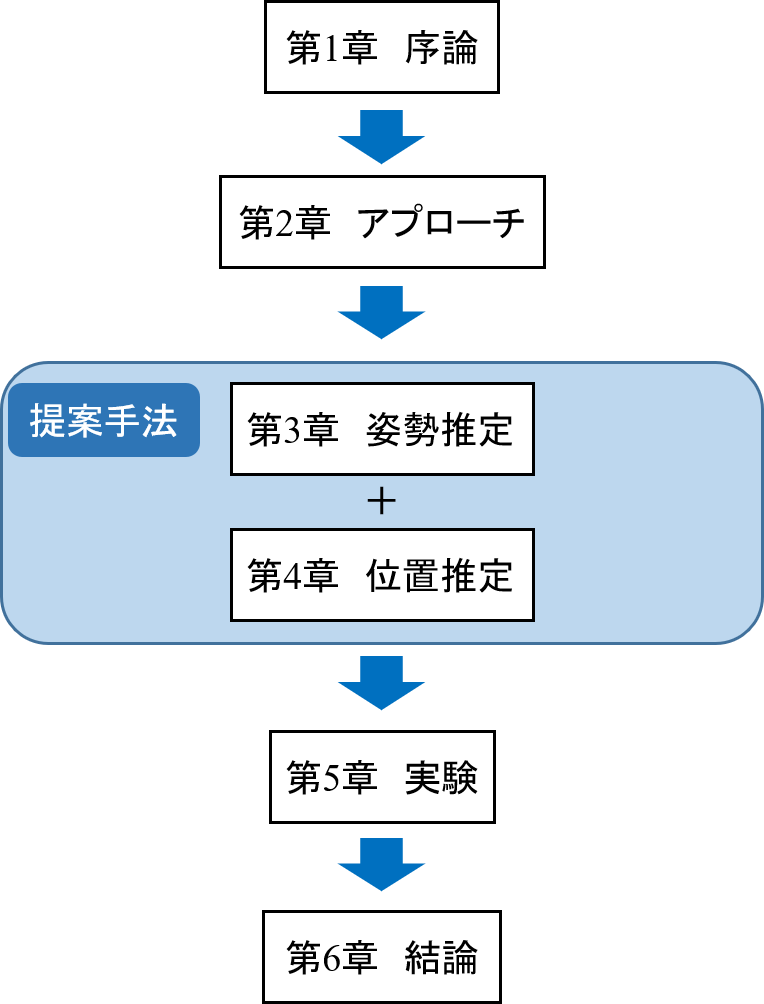 第1章　序論
第2章　アプローチ
提案手法
第3章　姿勢推定
＋
第4章　位置推定
第5章　実験
第6章　結論